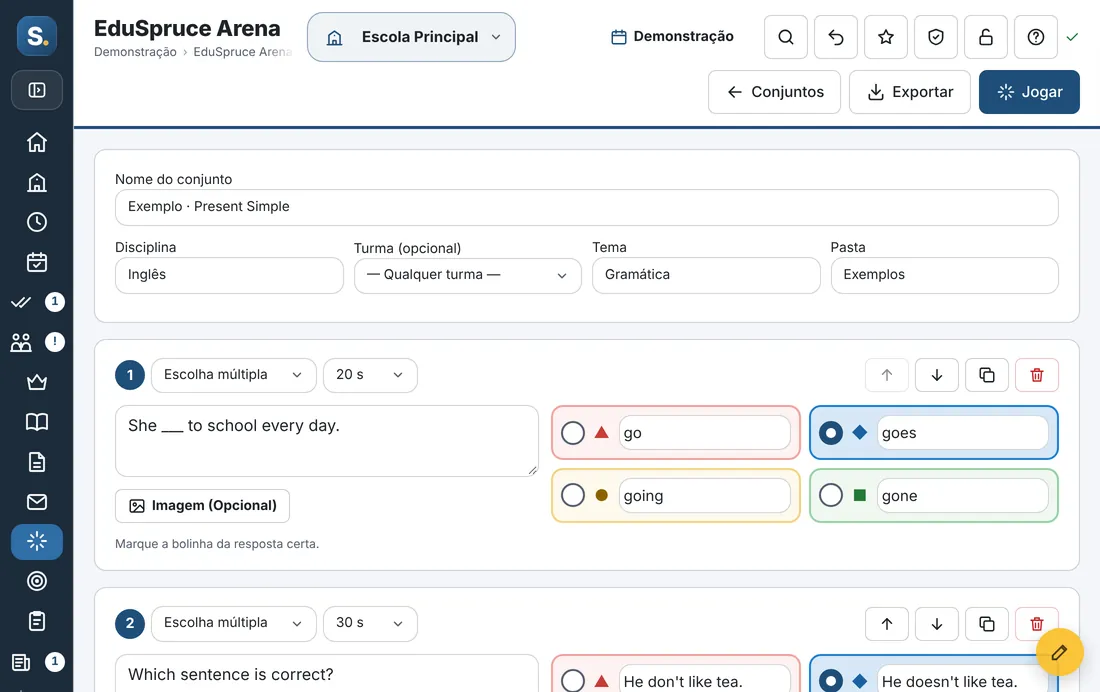 S.
EduSpruce Arena
Demonstração › EduSpruce Arena
Escola Principal
Demonstração
Conjuntos
Exportar
Jogar
1
!
1
Nome do conjunto
Exemplo · Present Simple
Disciplina
Turma (opcional)
Tema
Pasta
Inglês
— Qualquer turma —
Gramática
Exemplos
1
Escolha múltipla
20 s
She ___ to school every day.
go
goes
going
gone
Imagem (Opcional)
Marque a bolinha da resposta certa.
2
Escolha múltipla
30 s
Which sentence is correct?
He don't like tea.
He doesn't like tea.